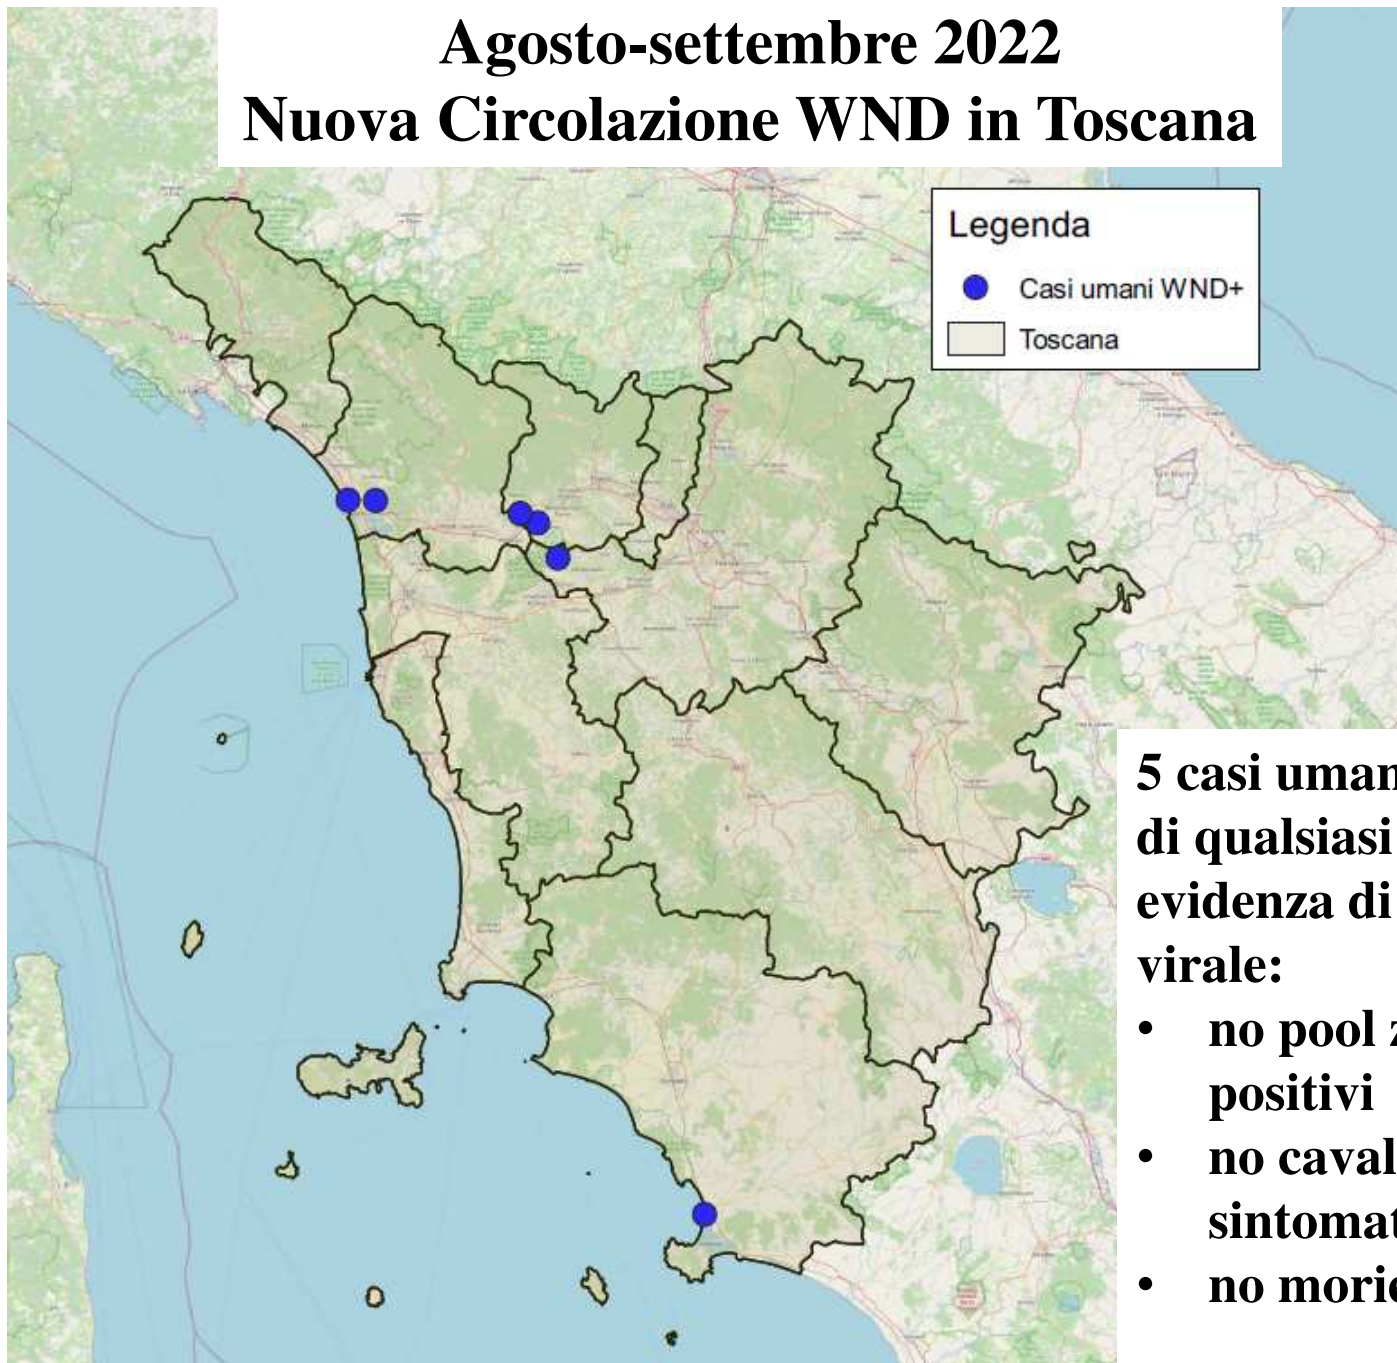 Agosto-settembre 2022
Nuova Circolazione WND in Toscana
Legenda
Casi umani WND+
Toscana
5 casi uman
di qualsiasi
evidenza di
virale:
• no pool z
positivi
• no caval
sintomat
• no morie